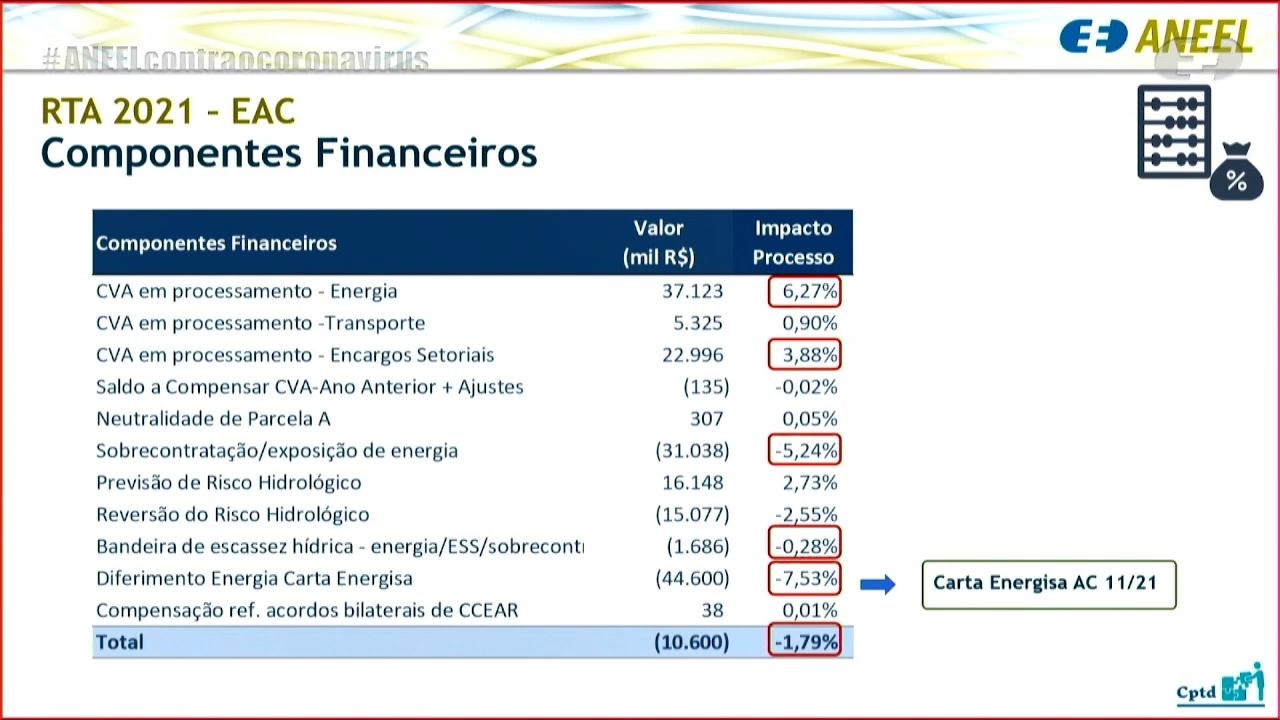 #ANEELcontraocoronavirus
ANEEL
RTA 2021 – EAC
Componentes Financeiros
%
Componentes Financeiros Valor (mil R$) Impacto Processo
CVA em processamento - Energia 37.123 6,27%
CVA em processamento -Transporte 5.325 0,90%
CVA em processamento - Encargos Setoriais 22.996 3,88%
Saldo a Compensar CVA-Ano Anterior + Ajustes (135) -0,02%
Neutralidade de Parcela A 307 0,05%
Sobrecontratação/exposição de energia (31.038) -5,24%
Previsão de Risco Hidrológico 16.148 2,73%
Reversão do Risco Hidrológico (15.077) -2,55%
Bandeira de escassez hídrica - energia/ESS/sobrecontr (1.686) -0,28%
Diferimento Energia Carta Energisa (44.600) -7,53%
Carta Energisa AC 11/21
Compensação ref. acordos bilaterais de CCEAR 38 0,01%
Total (10.600) -1,79%
Cptd